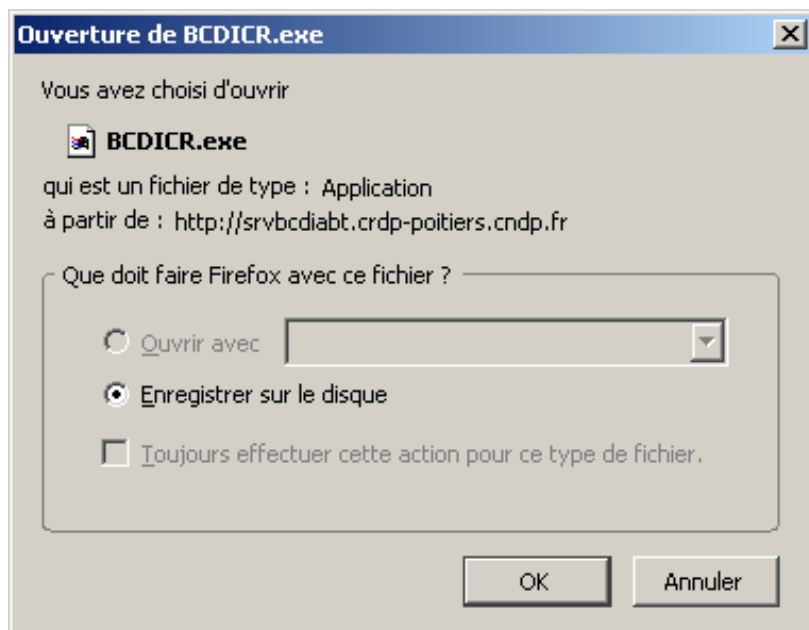 Ouverture de BCDICR.exe
Vous avez choisi d'ouvrir
BCDICR.exe
qui est un fichier de type : Application
à partir de : http://srvbcdiabt.crdp-poitiers.cndp.fr
Que doit faire Firefox avec ce fichier ?
Ouvrir avec
Enregistrer sur le disque
Toujours effectuer cette action pour ce type de fichier.
OK Annuler